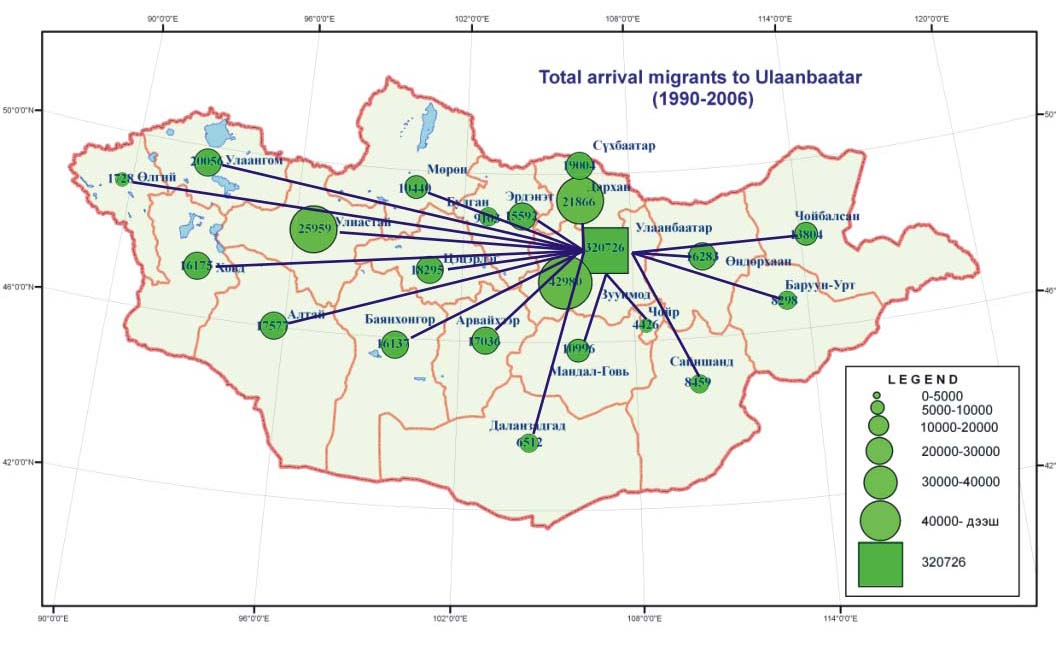 90°0'0"E 96°0'0"E 102°0'0"E 108°0'0"E 114°0'0"E 120°0'0"E
Total arrival migrants to Ulaanbaatar
(1990-2006)
50°0'0"N
50°
Сүхбаатар
19004
20056 Улаангом
1728 Өлгий
Мөрөн
10440
Дархан
21866
Булган
Эрдэнэт
15592
Улиастай
25959
Улаанбаатар
320726
Чойбалсан
13804
16283 Өндөрхаан
16175 Ховд
Цэцэрлэг
18295
42980
46°0'0"N
46°
Зуунмод
Баруун-Урт
8298
Алтай
17577
Баянхонгор
16137
Арвайхээр
17036
Чойр
4426
10996
Мандал-Говь
Сайншанд
8459
Даланзадгад
6512
42°0'0"N
42°
LEGEND
0-5000
5000-10000
10000-20000
20000-30000
30000-40000
40000- дээш
320726
90°0'0"E 96°0'0"E 102°0'0"E 108°0'0"E 114°0'0"E